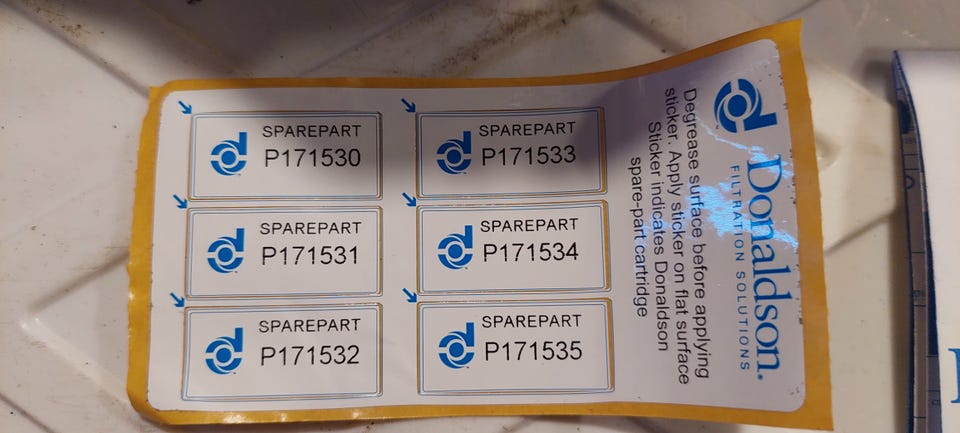 SPAREPART
P171530
SPAREPART
P171531
SPAREPART
P171532
SPAREPART
P171533
SPAREPART
P171534
SPAREPART
P171535
Donaldson.
FILTRATION SOLUTIONS
Degrease surface before applying
sticker. Apply sticker on flat surface
Sticker indicates Donaldson
spare-part cartridge